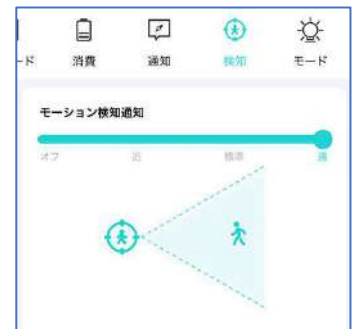 ード 消費 通知 検知 モード
モーション検知通知
オフ 近 標準 遠